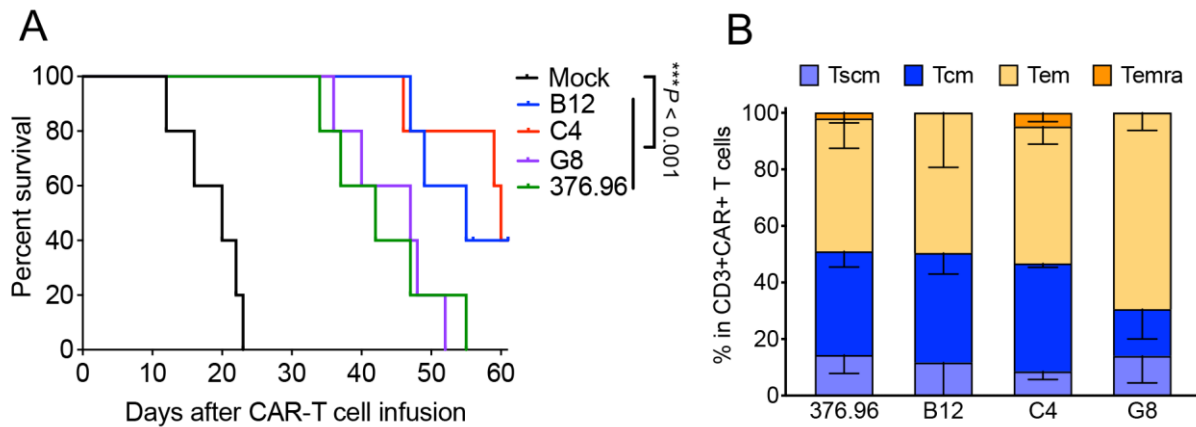 A
Percent survival
100
80
60
40
20
0
0 10 20 30 40 50 60
Days after CAR-T cell infusion
Mock
B12
C4
G8
376.96
***P < 0.001
B
Tscm Tcm Tem Temra
% in CD3+CAR+ T cells
100
80
60
40
20
0
376.96 B12 C4 G8